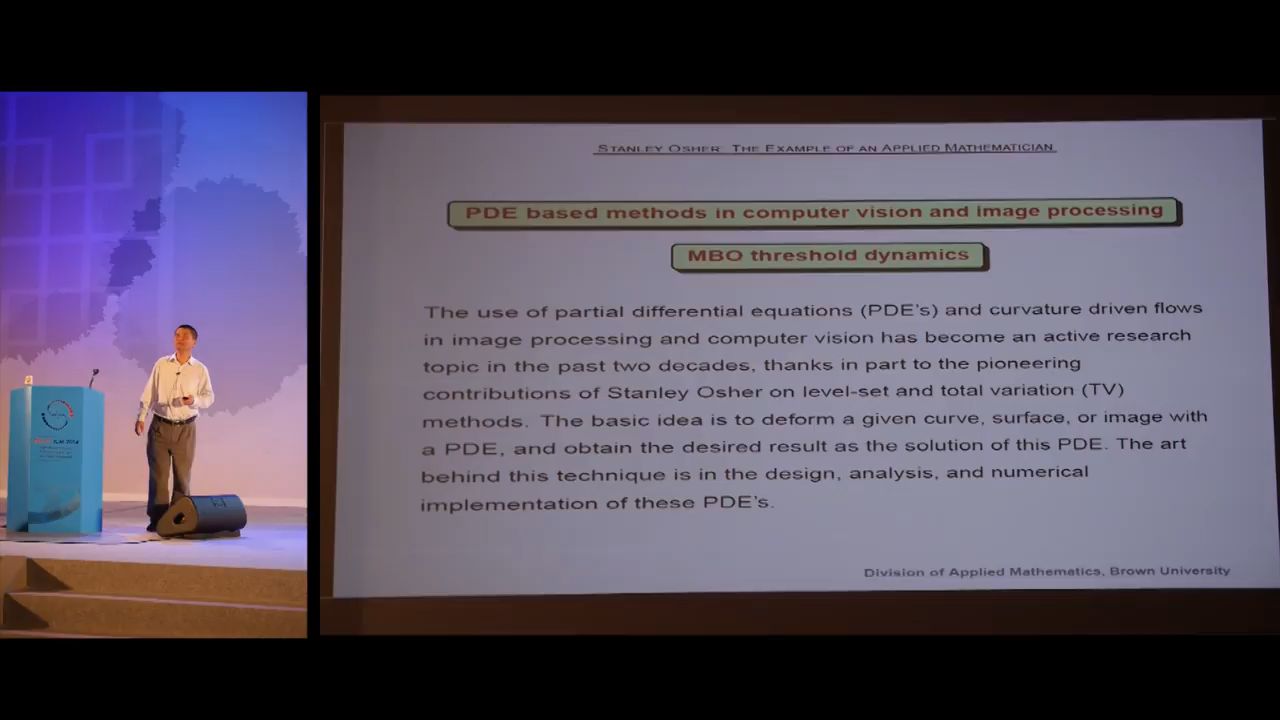 STANLEY OSHER: THE EXAMPLE OF AN APPLIED MATHEMATICIAN
PDE based methods in computer vision and image processing
MBO threshold dynamics
The use of partial differential equations (PDE's) and curvature driven flows
in image processing and computer vision has become an active research
topic in the past two decades, thanks in part to the pioneering
contributions of Stanley Osher on level-set and total variation (TV)
methods. The basic idea is to deform a given curve, surface, or image with
a PDE, and obtain the desired result as the solution of this PDE. The art
behind this technique is in the design, analysis, and numerical
implementation of these PDE's.
Division of Applied Mathematics, Brown University